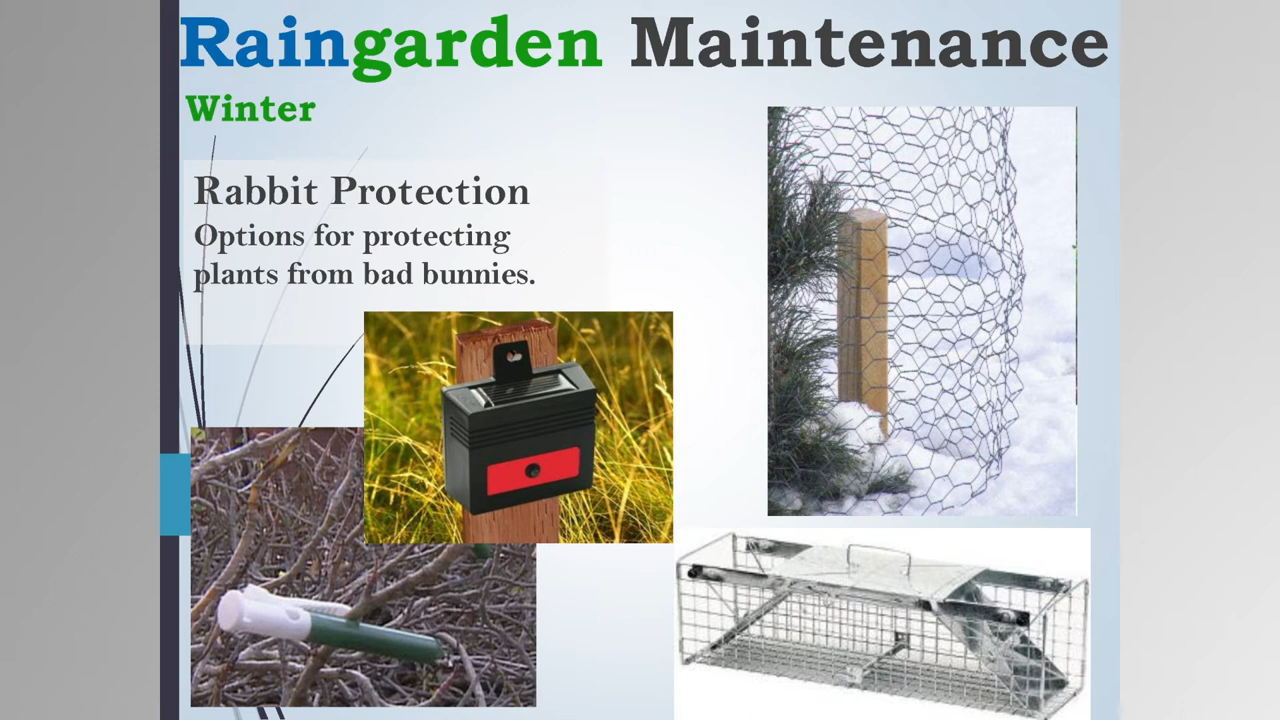 Raingarden Maintenance
Winter
Rabbit Protection
Options for protecting
plants from bad bunnies.